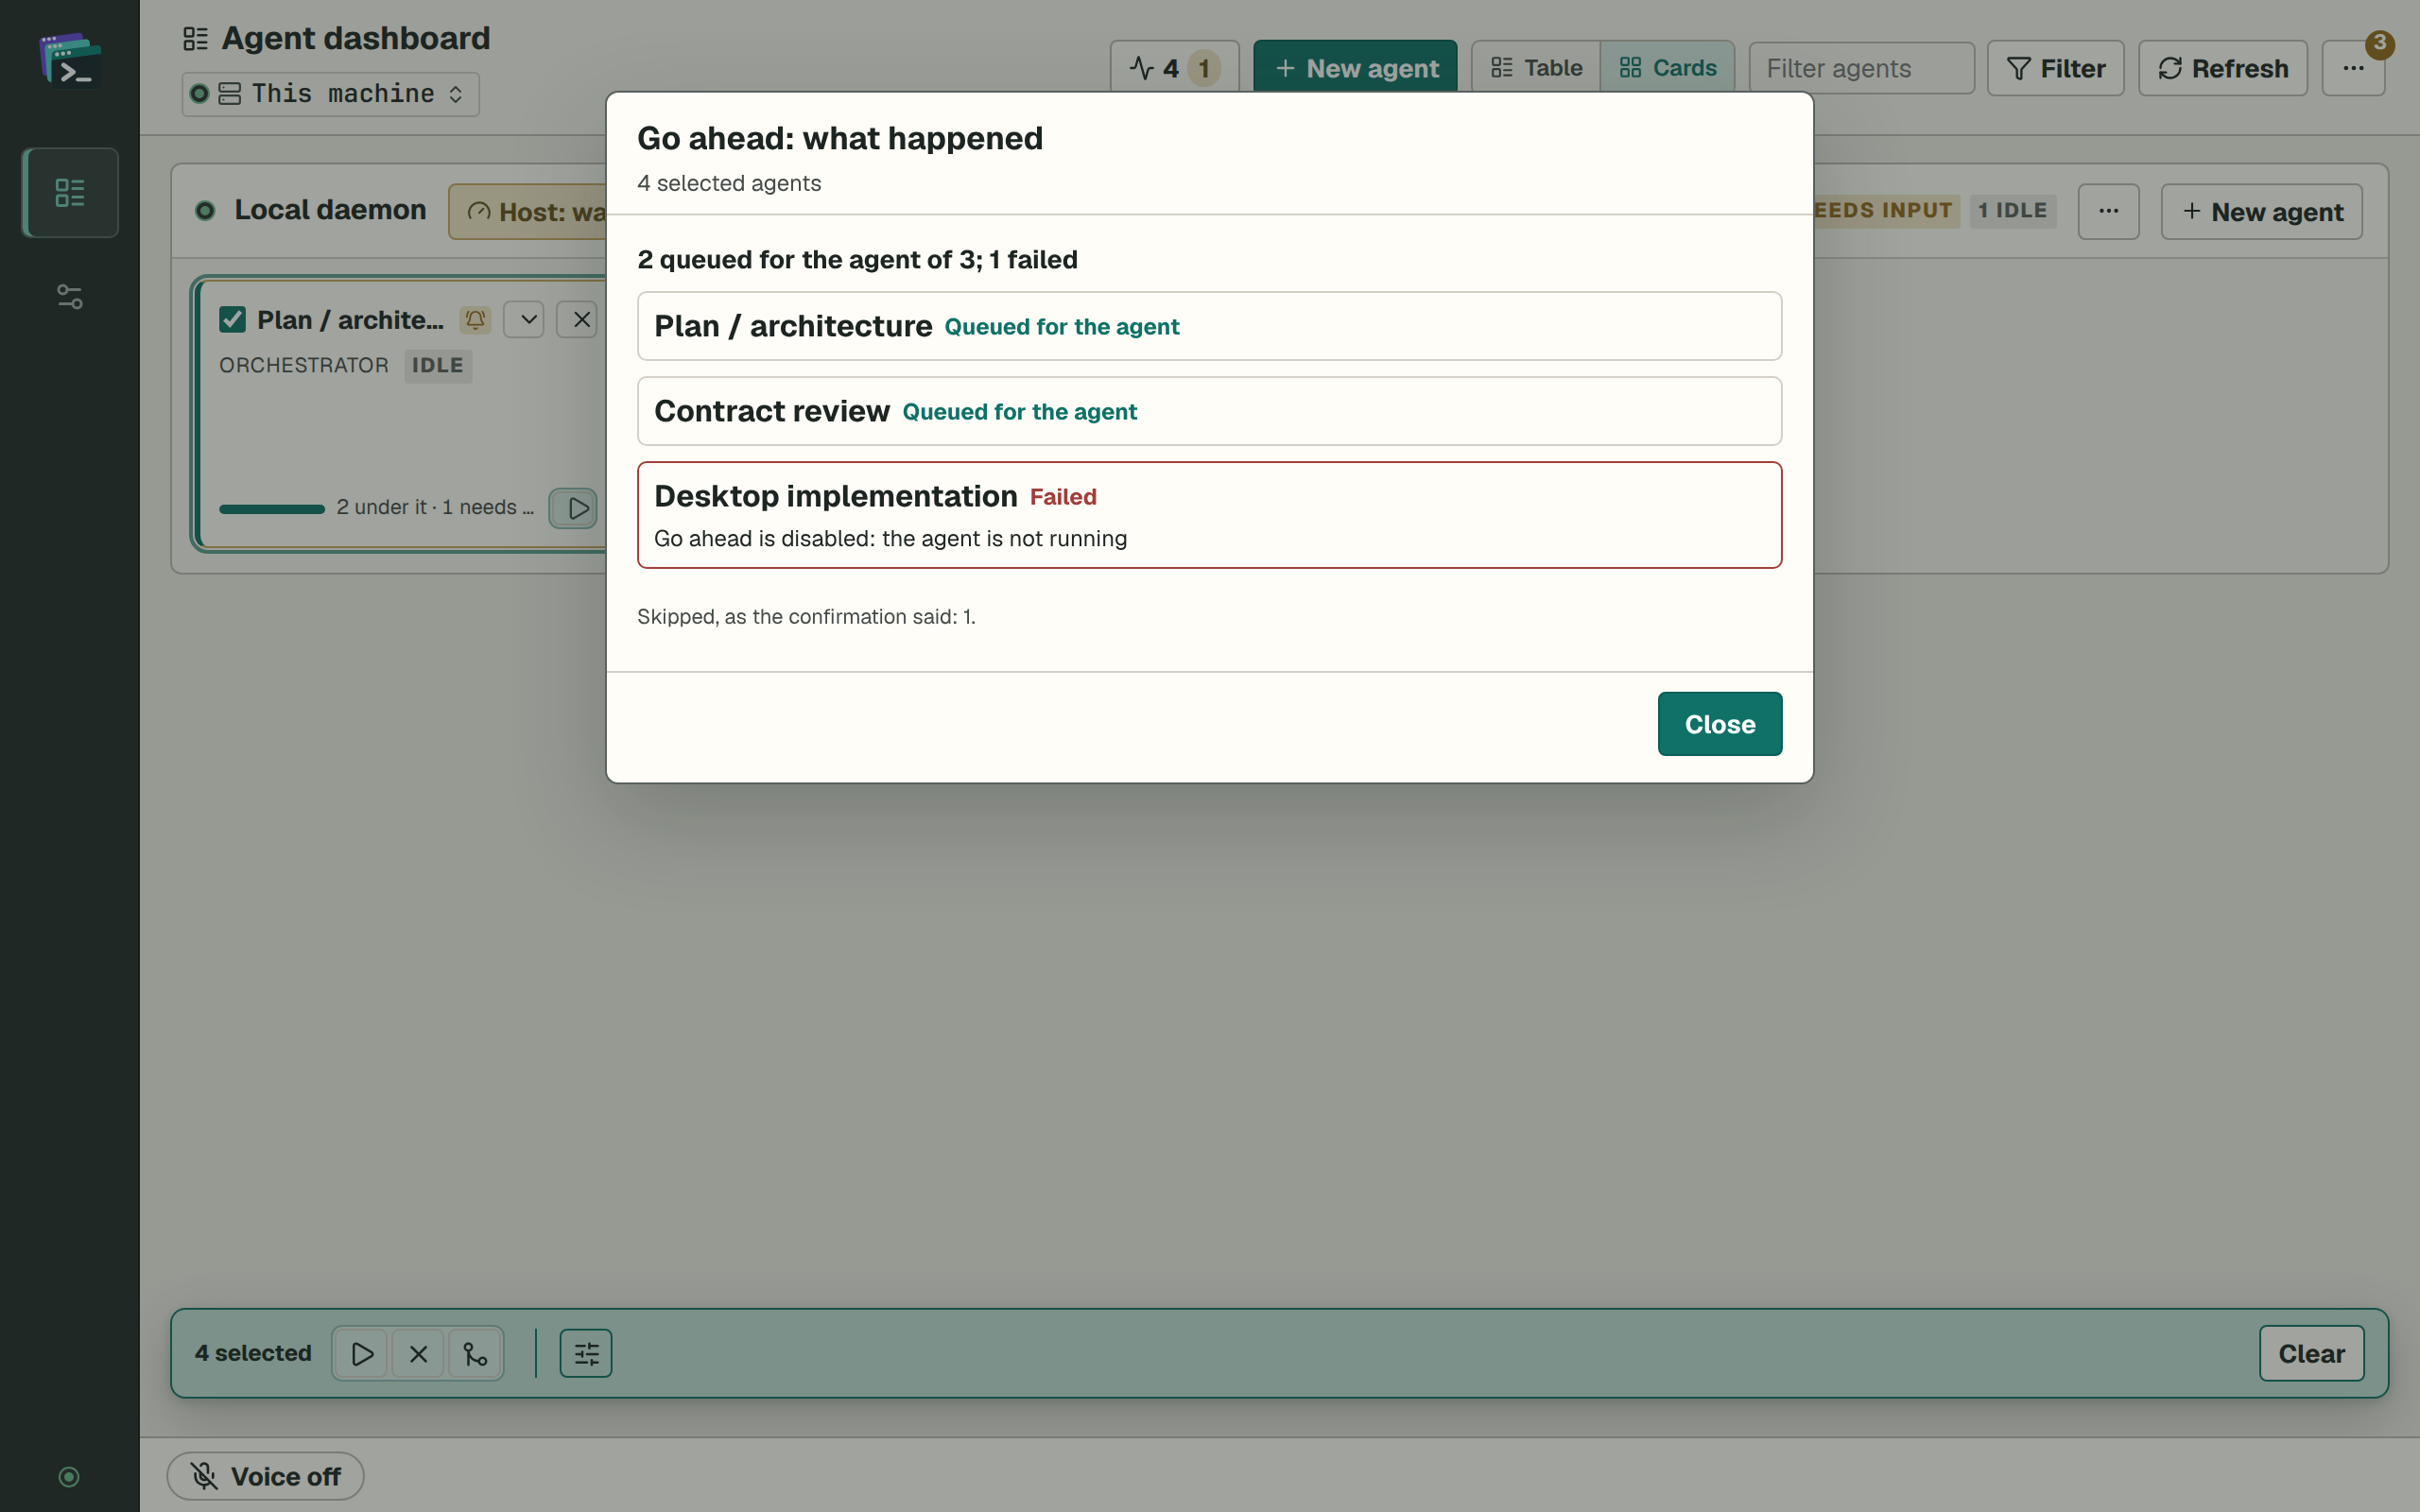 Agent dashboard
This machine
4 1
New agent
Table
Cards
Filter agents
Filter
Refresh
3
Go ahead: what happened
4 selected agents
Local daemon
Host:
INPUT
1 IDLE
New agent
2 queued for the agent of 3; 1 failed
Plan / archite...
ORCHESTRATOR IDLE
2 under it · 1 needs ...
Plan / architecture Queued for the agent
Contract review Queued for the agent
Desktop implementation Failed
Go ahead is disabled: the agent is not running
Skipped, as the confirmation said: 1.
Close
4 selected
Clear
Voice off